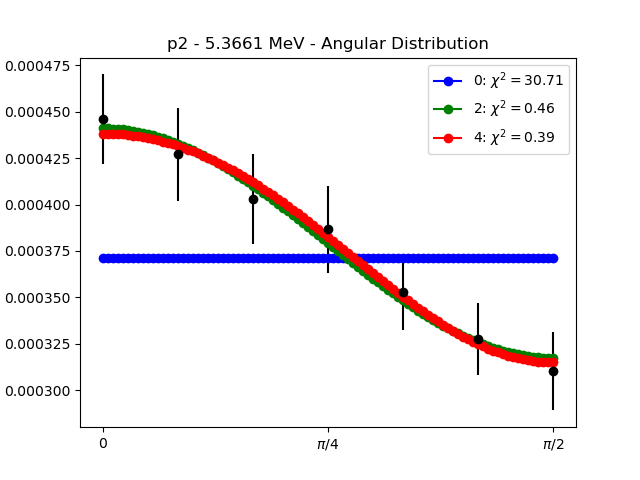 p2 - 5.3661 MeV - Angular Distribution
0.000475
0.000450
0.000425
0.000400
0.000375
0.000350
0.000325
0.000300
0: χ² = 30.71
2: χ² = 0.46
4: χ² = 0.39
0
π/4
π/2